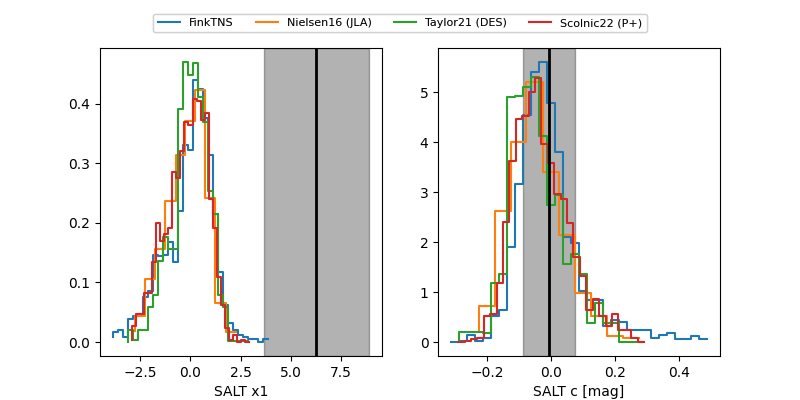 FinkTNS Nielsen16 (JLA) Taylor21 (DES) Scolnic22 (P+)
0.4
0.3
0.2
0.1
0.0
−2.5 0.0 2.5 5.0 7.5
SALT x1
5
4
3
2
1
0
−0.2 0.0 0.2 0.4
SALT c [mag]